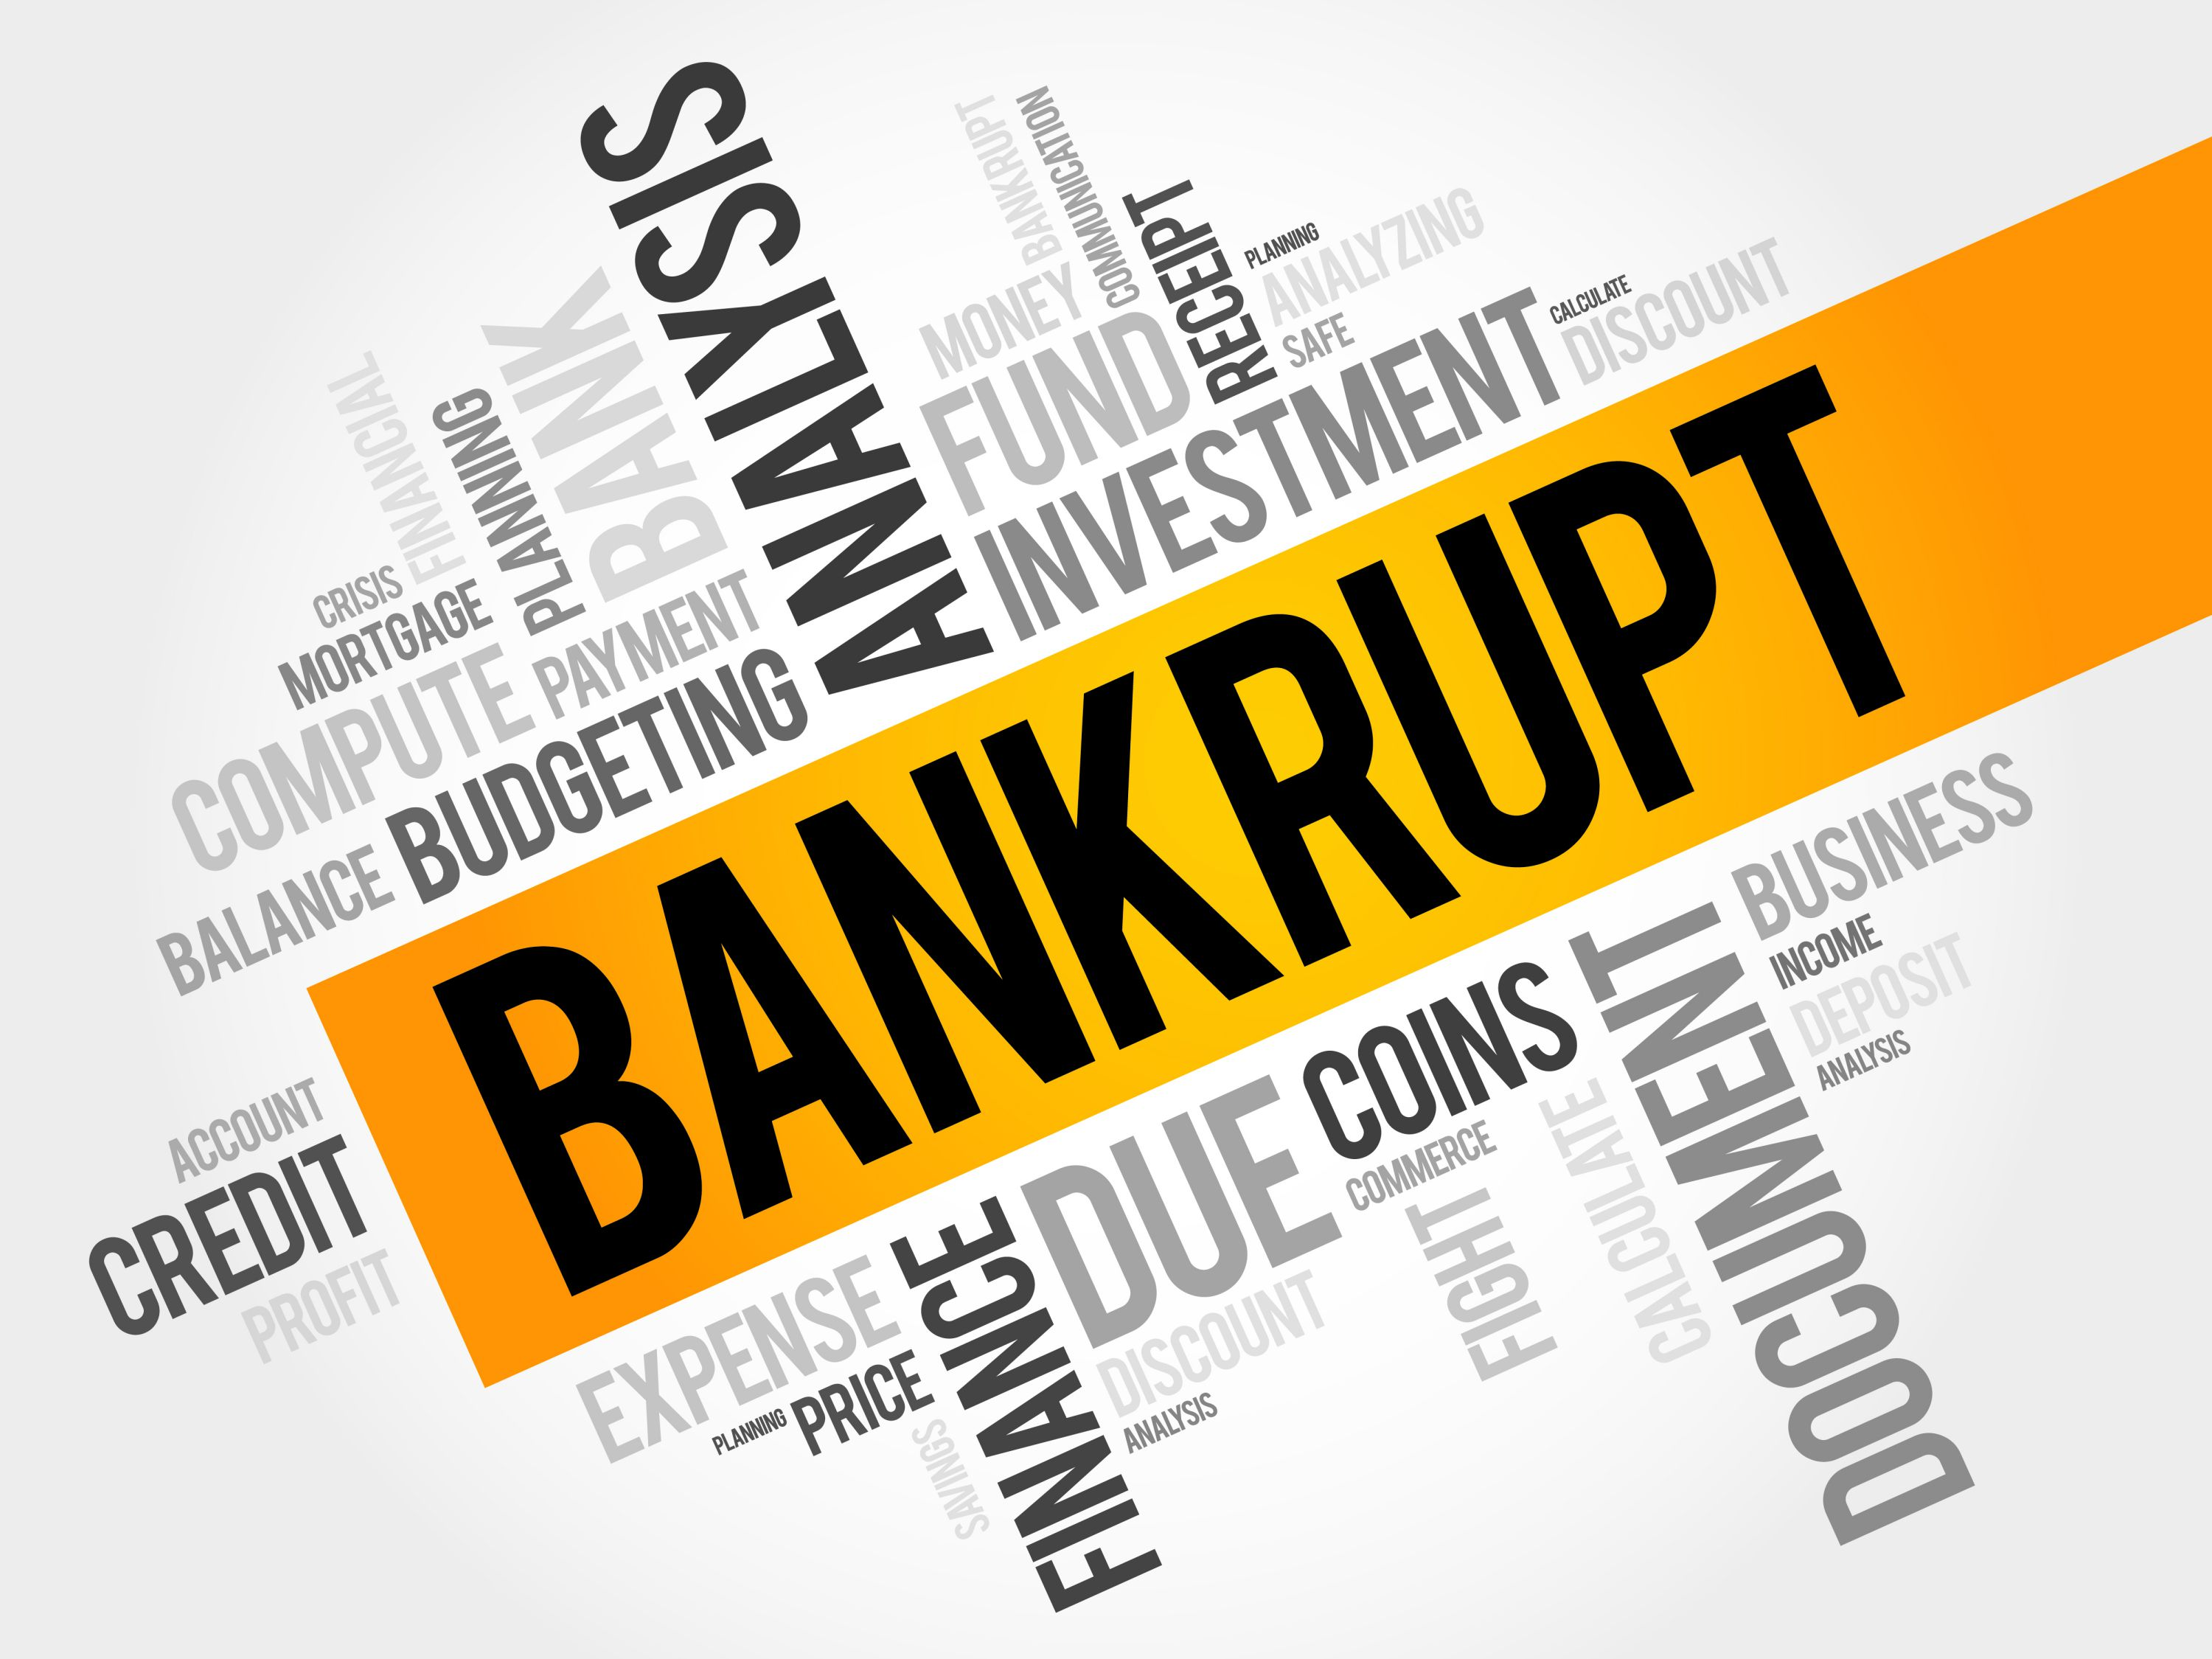 ANALYSIS
BANKRUPT
COMMUNICATION
RECEIPT
PLANNING
ANALYZING
MONEY
SAFE
FUND
CALCULATE
DISCOUNT
INVESTMENT
FINANCIAL
PLANNING
BANK
CRISIS
MORTGAGE
COMPUTE
PAYMENT
BALANCE
BUDGETING
BANKRUPT
ACCOUNT
CREDIT
PROFIT
BUSINESS
INCOME
DEPOSIT
ANALYSIS
DOCUMENT
COINS
COMMERCE
CALCULATE
FIGHT
DUE
DISCOUNT
ANALYSIS
FINANCE
EXPENSE
PRICE
PLANNING
SAVINGS